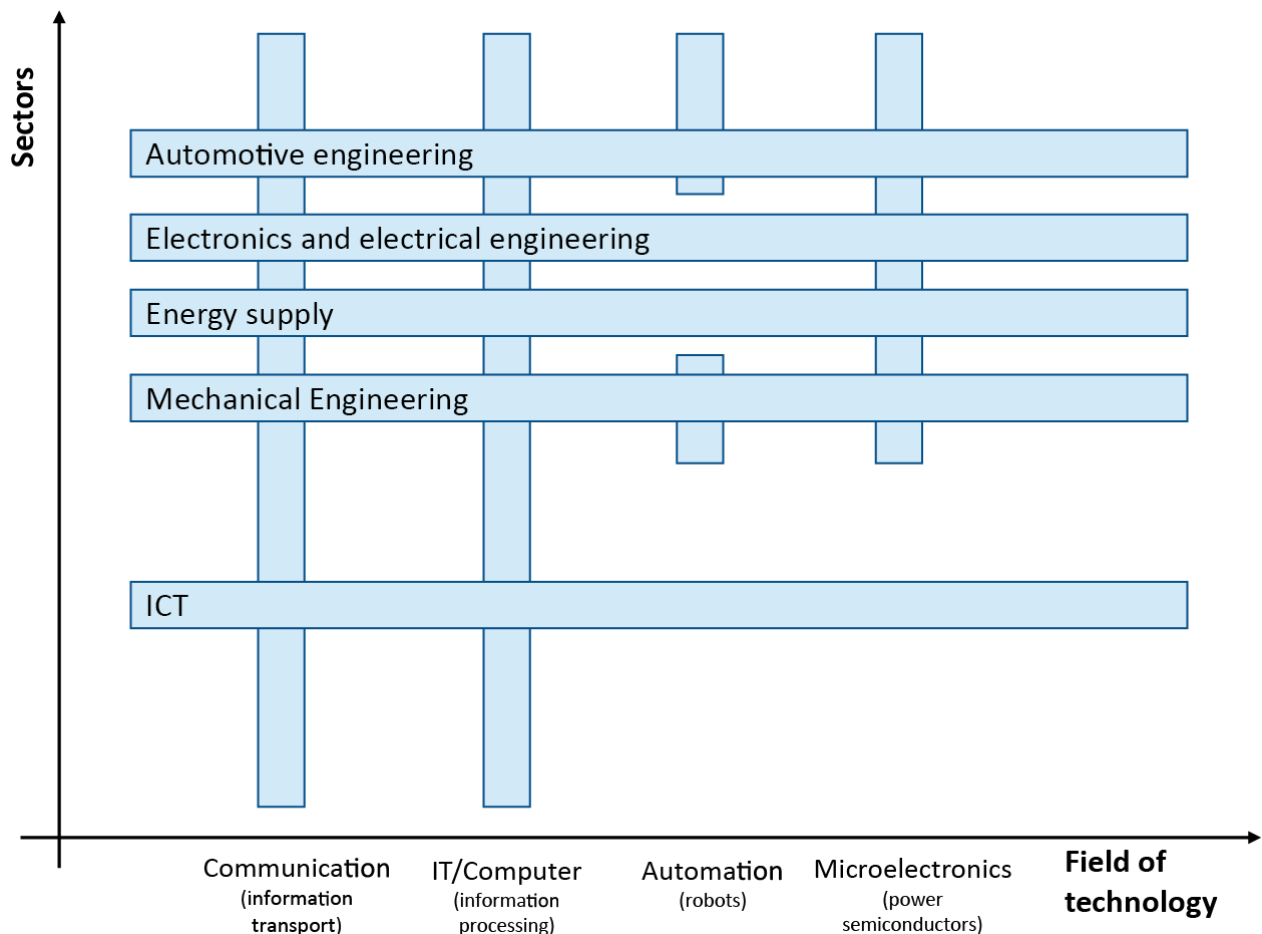 Sectors
Automotive engineering
Electronics and electrical engineering
Energy supply
Mechanical Engineering
ICT
Communication
(information
transport)
IT/Computer
(information
processing)
Automation
(robots)
Microelectronics
(power
semiconductors)
Field of
technology